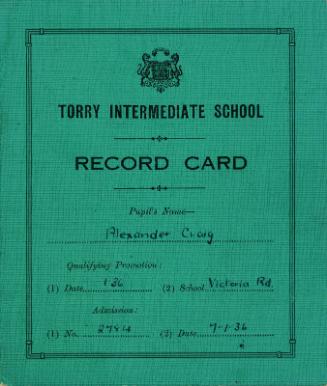 TORRY INTERMEDIATE SCHOOL
RECORD CARD
Pupil's Name—
Alexander Craig
Qualifying Promotion:
(1) Date 1·36 (2) School Victoria Rd.
Admission:
(1) No. 2784 (2) Date 7-1-36